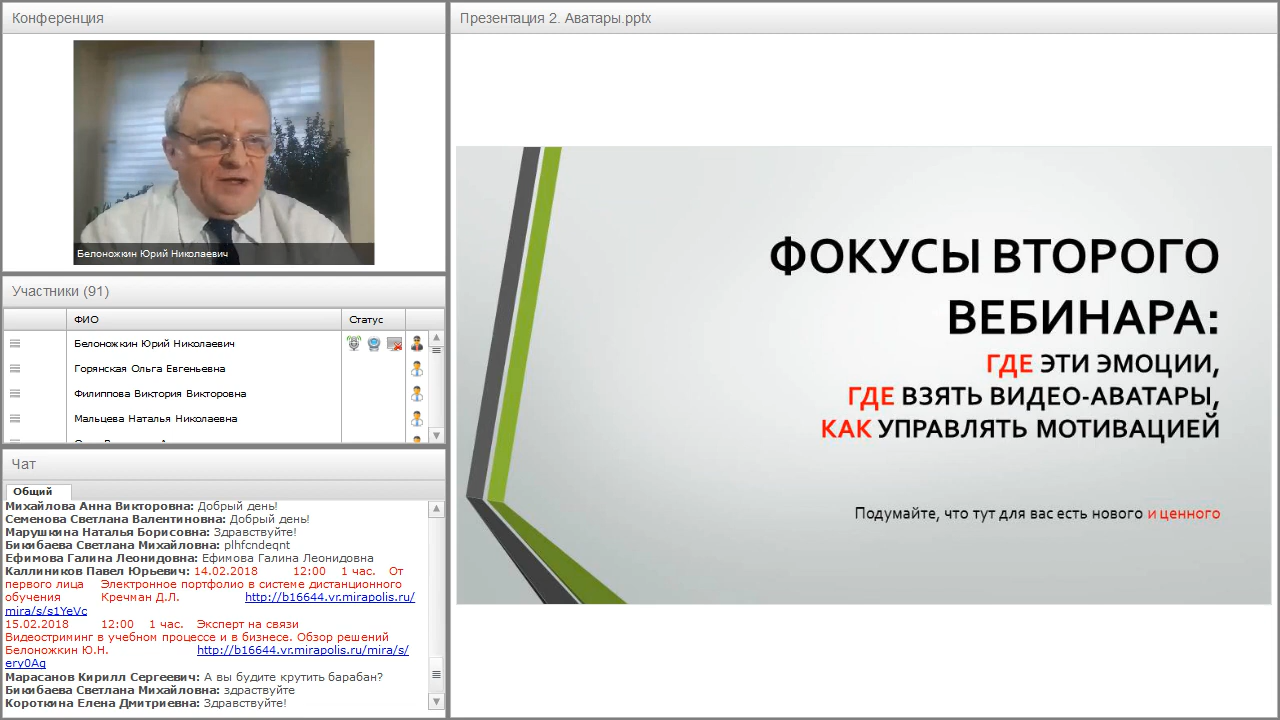 Конференция
Белоножкин Юрий Николаевич
Участники (91)
ФИО
Статус
Белоножкин Юрий Николаевич
Горянская Ольга Евгеньевна
Филиппова Виктория Викторовна
Мальцева Наталья Николаевна
Чат
Общий
Михайлова Анна Викторовна: Добрый день!
Семенова Светлана Валентиновна: Добрый день!
Марушкина Наталья Борисовна: Здравствуйте!
Бикибаева Светлана Михайловна: plhfcndeqnt
Ефимова Галина Леонидовна: Ефимова Галина Леонидовна
Каллиников Павел Юрьевич: 14.02.2018 12:00 1 час. От
первого лица Электронное портфолио в системе дистанционного
обучения Кречман Д.Л. http://b16644.vr.mirapolis.ru/
mira/s/s1YeVc
15.02.2018 12:00 1 час. Эксперт на связи
Видеостриминг в учебном процессе и в бизнесе. Обзор решений
Белоножкин Ю.Н. http://b16644.vr.mirapolis.ru/mira/s/
ery0Ag
Марасанов Кирилл Сергеевич: А вы будите крутить барабан?
Бикибаева Светлана Михайловна: здраствуйте
Короткина Елена Дмитриевна: Здравствуйте!
Презентация 2. Аватары.pptx
ФОКУСЫ ВТОРОГО
ВЕБИНАРА:
ГДЕ ЭТИ ЭМОЦИИ,
ГДЕ ВЗЯТЬ ВИДЕО-АВАТАРЫ,
КАК УПРАВЛЯТЬ МОТИВАЦИЕЙ
Подумайте, что тут для вас есть нового и ценного